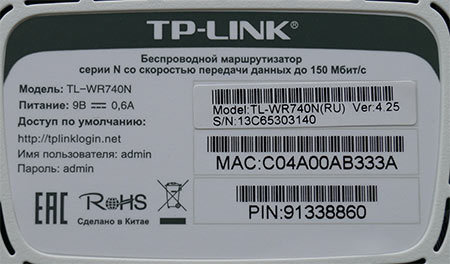 TP-LINK®
Беспроводной маршрутизатор
серии N со скоростью передачи данных до 150 Мбит/с
Модель: TL-WR740N
Питание: 9В ⎓ 0,6А
Доступ по умолчанию:
http://tplinklogin.net
Имя пользователя: admin
Пароль: admin
EAC RoHS
Сделано в Китае
Model:TL-WR740N(RU) Ver:4.25
S/N:13C65303140
MAC:C04A00AB333A
PIN:91338860